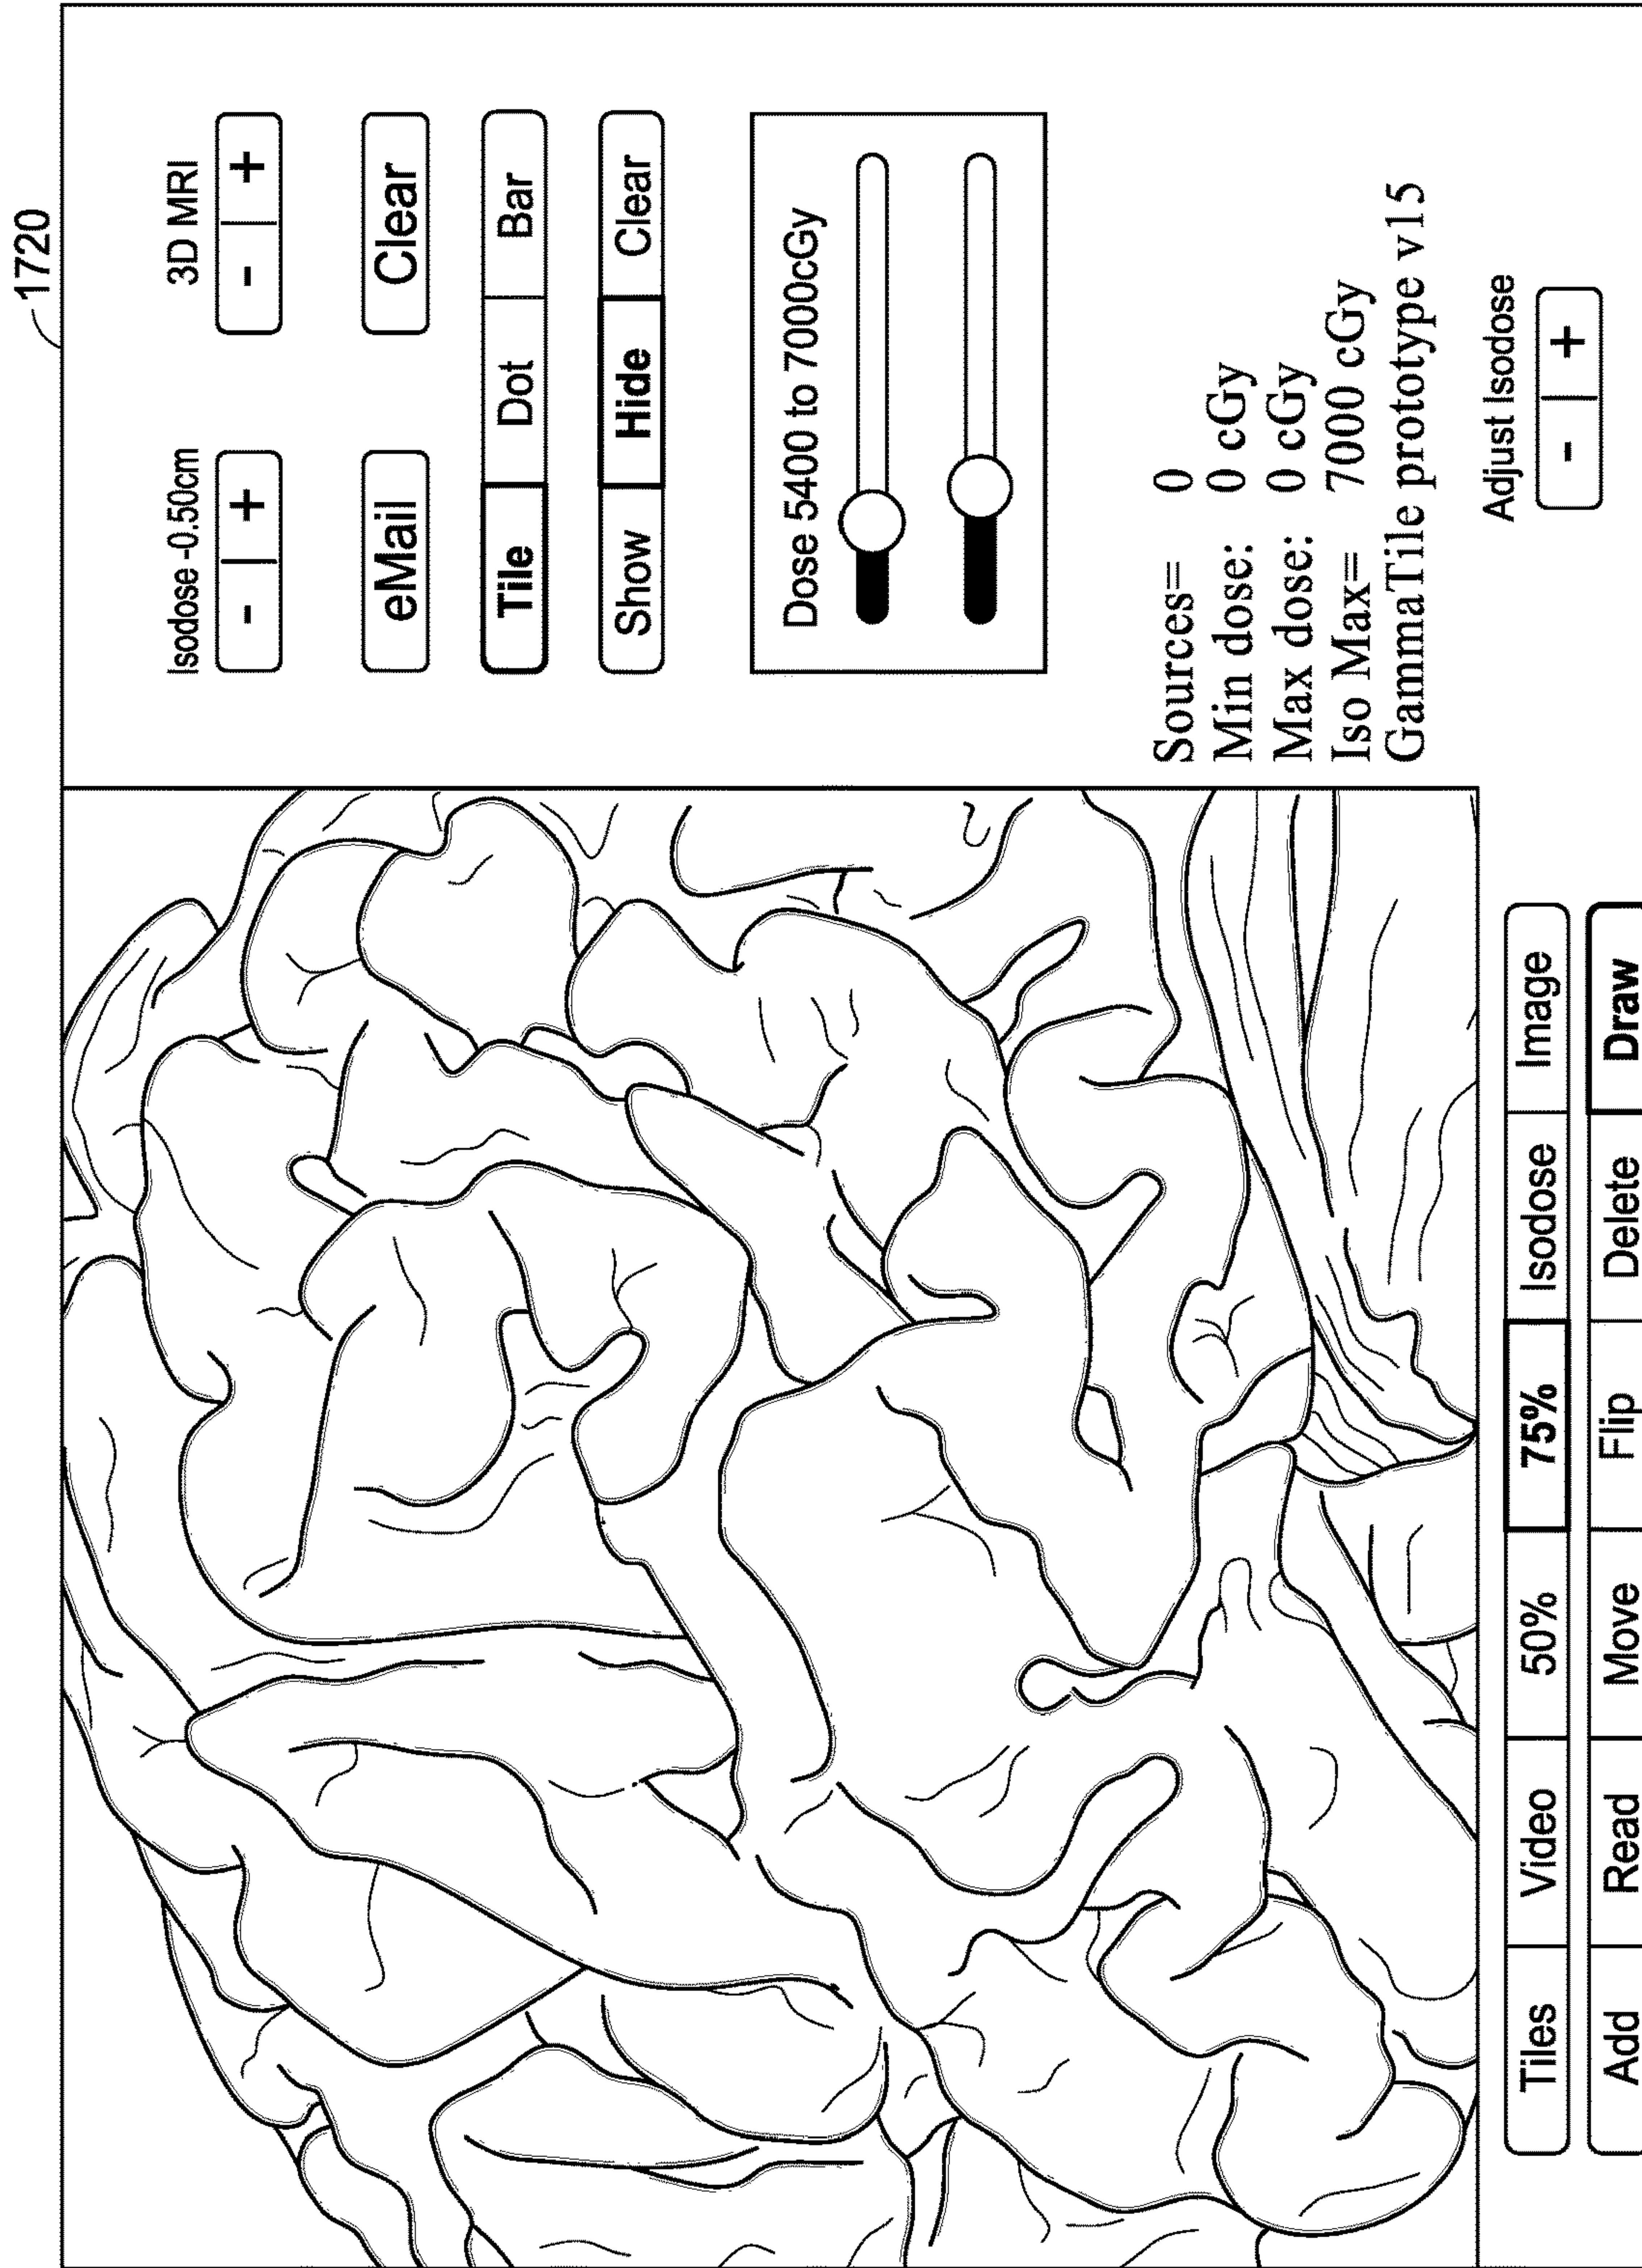 1720
Isodose -0.50cm 3D MRI
- + - +
eMail Clear
Tile Dot Bar
Show Hide Clear
Dose 5400 to 7000cGy
Sources= 0
Min dose: 0 cGy
Max dose: 0 cGy
Iso Max= 7000 cGy
GammaTile prototype v15
Adjust Isodose
- +
Tiles Video 50% 75% Isodose Image
Add Read Move Flip Delete Draw